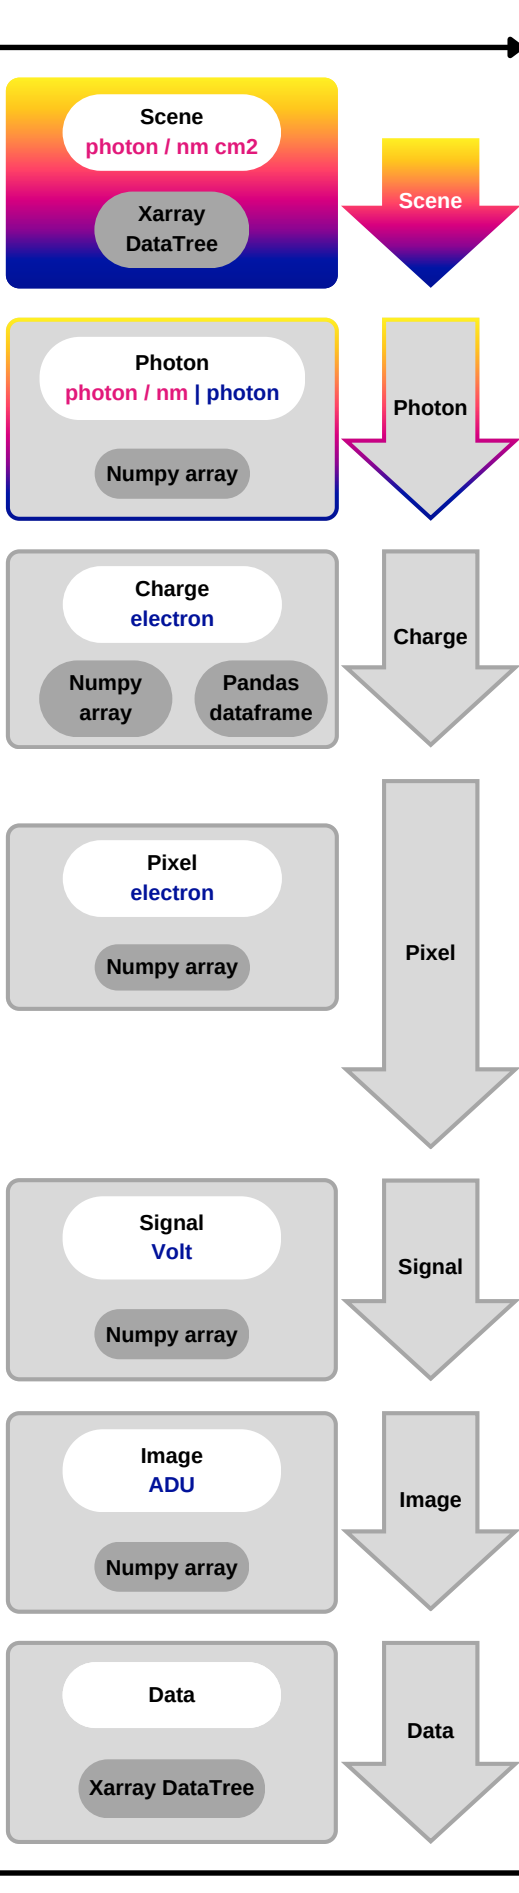 Scene
photon / nm cm2
Xarray
DataTree
Scene
Photon
photon / nm | photon
Numpy array
Photon
Charge
electron
Numpy
array
Pandas
dataframe
Charge
Pixel
electron
Numpy array
Pixel
Signal
Volt
Numpy array
Signal
Image
ADU
Numpy array
Image
Data
Xarray DataTree
Data